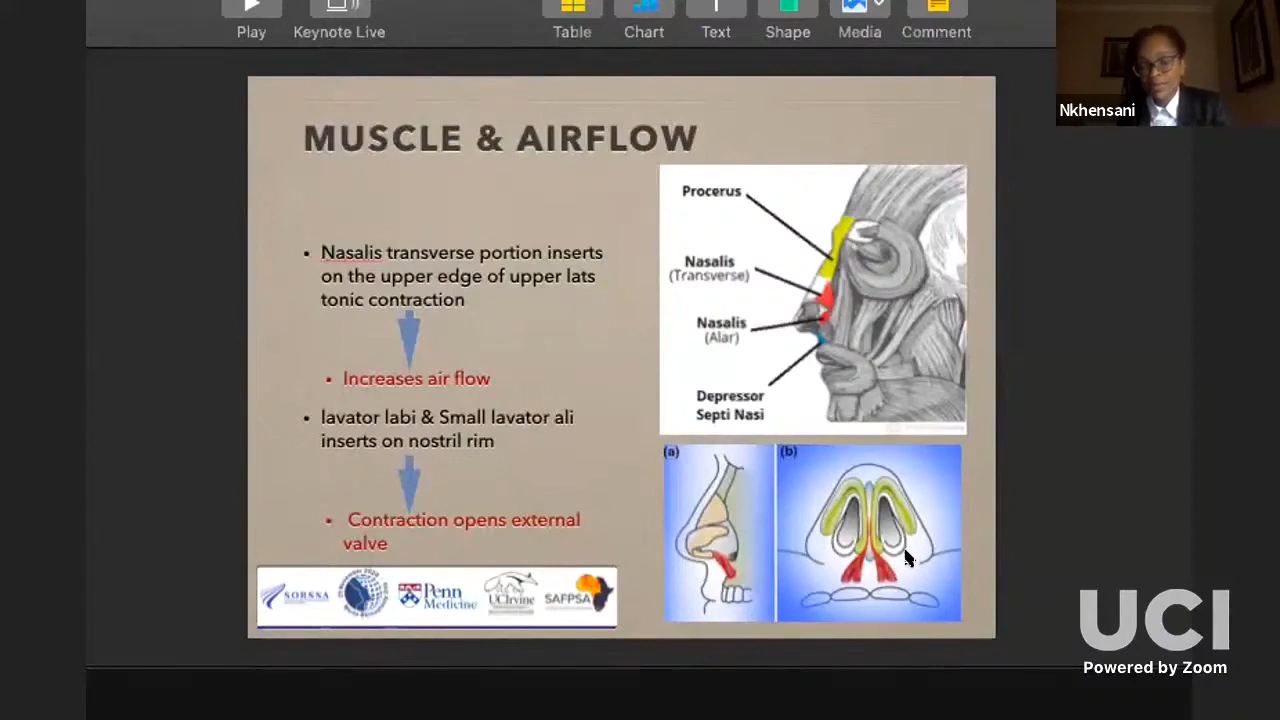 Play
Keynote Live
Table
Chart
Text
Shape
Media
Comment
Nkhensani
MUSCLE & AIRFLOW
• Nasalis transverse portion inserts
on the upper edge of upper lats
tonic contraction
• Increases air flow
• lavator labi & Small lavator ali
inserts on nostril rim
• Contraction opens external
valve
Procerus
Nasalis
(Transverse)
Nasalis
(Alar)
Depressor
Septi Nasi
(a)
(b)
SORSSA
Penn
Medicine
UCIrvine
SAFPSA
UCI
Powered by Zoom